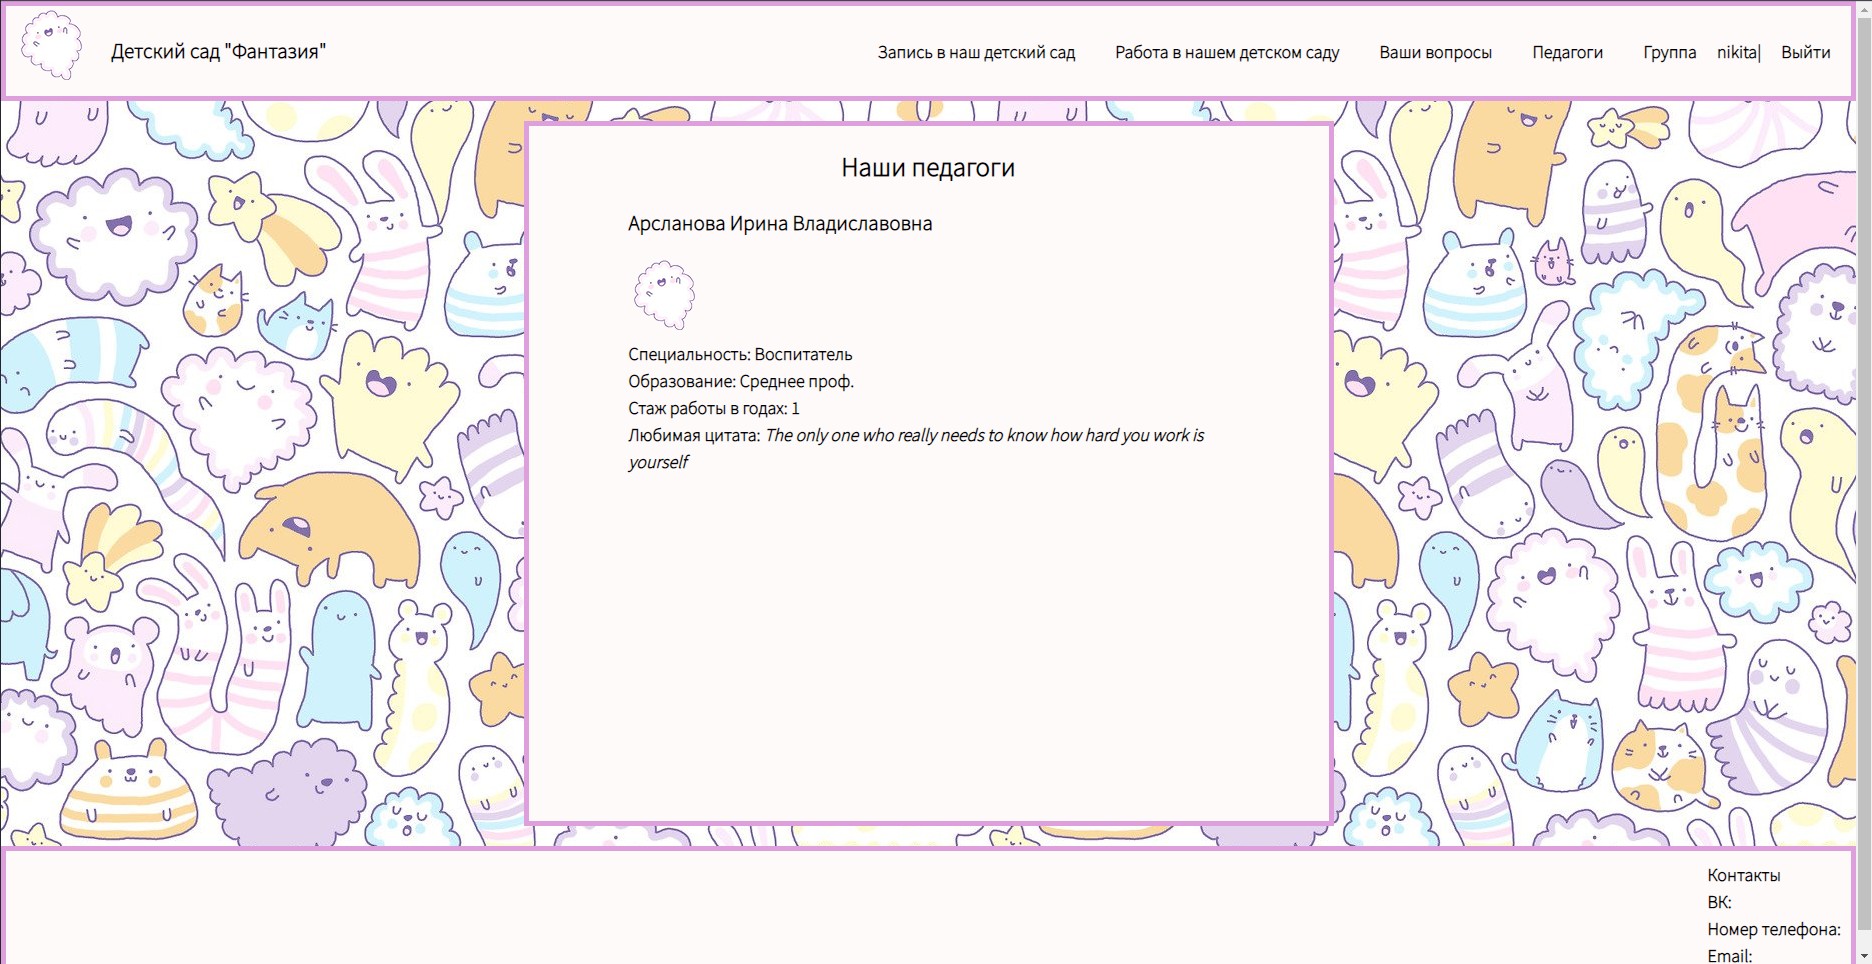 Детский сад "Фантазия"
Запись в наш детский сад
Работа в нашем детском саду
Ваши вопросы
Педагоги
Группа
nikita|
Выйти
Наши педагоги
Арсланова Ирина Владиславовна
Специальность: Воспитатель
Образование: Среднее проф.
Стаж работы в годах: 1
Любимая цитата: The only one who really needs to know how hard you work is
yourself
Контакты
ВК:
Номер телефона:
Email: